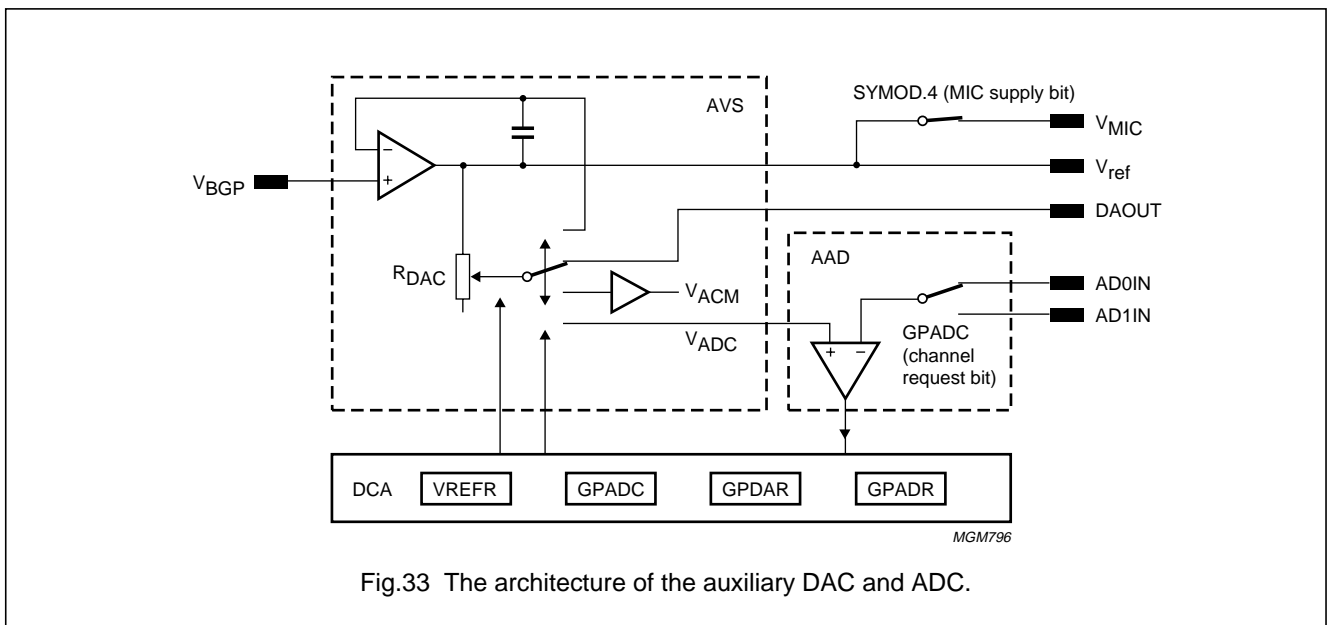 AVS
SYMOD.4 (MIC supply bit)
VMIC
−
+
VBGP
Vref
DAOUT
RDAC
AAD
VACM
AD0IN
AD1IN
VADC
GPADC
(channel
request bit)
+ −
DCA VREFR GPADC GPDAR GPADR
MGM796
Fig.33 The architecture of the auxiliary DAC and ADC.